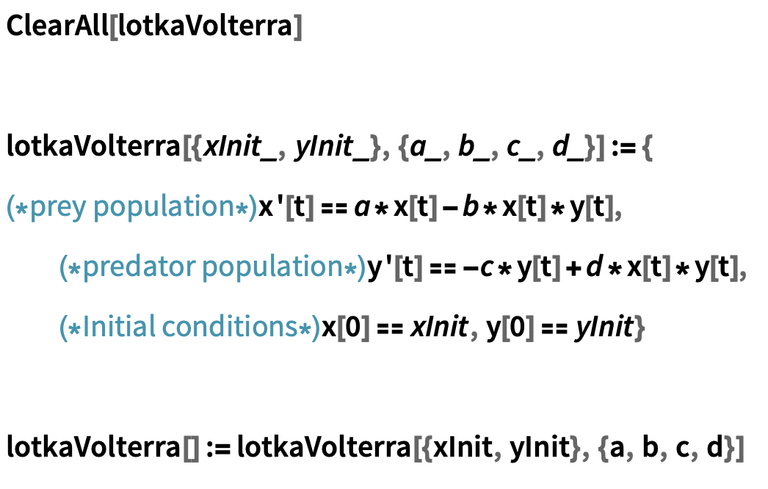 ClearAll[lotkaVolterra]
lotkaVolterra[{xInit_, yInit_}, {a_, b_, c_, d_}] := {
(*prey population*)x'[t] == a * x[t] - b * x[t] * y[t],
(*predator population*)y'[t] == -c * y[t] + d * x[t] * y[t],
(*Initial conditions*)x[0] == xInit, y[0] == yInit}
lotkaVolterra[] := lotkaVolterra[{xInit, yInit}, {a, b, c, d}]